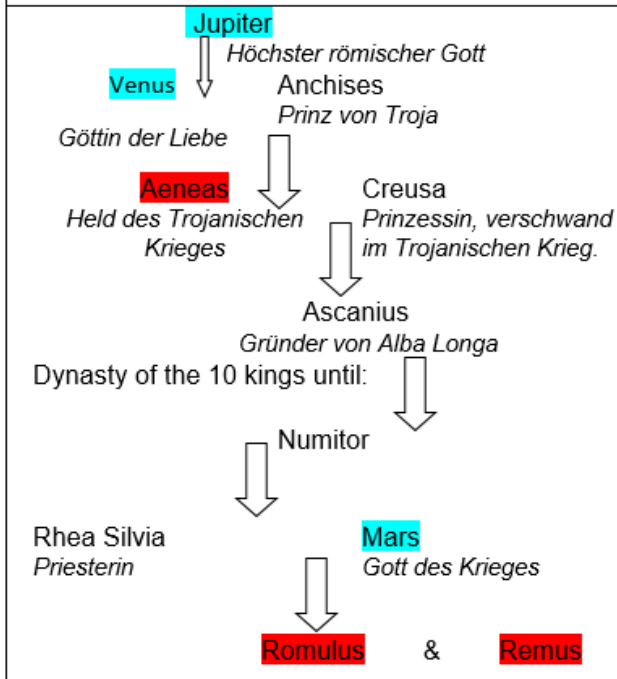 Jupiter
Höchster römischer Gott
Venus
Anchises
Prinz von Troja
Göttin der Liebe
Aeneas
Creusa
Held des Trojanischen
Krieges
Prinzessin, verschwand
im Trojanischen Krieg.
Ascanius
Gründer von Alba Longa
Dynasty of the 10 kings until:
Numitor
Rhea Silvia
Mars
Priesterin
Gott des Krieges
Romulus & Remus